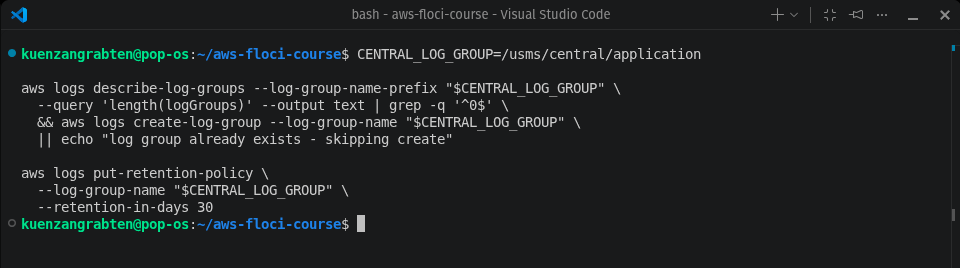 bash - aws-floci-course - Visual Studio Code
kuenzangrabten@pop-os:~/aws-floci-course$ CENTRAL_LOG_GROUP=/usms/central/application
aws logs describe-log-groups --log-group-name-prefix "$CENTRAL_LOG_GROUP" \
--query 'length(logGroups)' --output text | grep -q '^0$' \
&& aws logs create-log-group --log-group-name "$CENTRAL_LOG_GROUP" \
|| echo "log group already exists - skipping create"
aws logs put-retention-policy \
--log-group-name "$CENTRAL_LOG_GROUP" \
--retention-in-days 30
kuenzangrabten@pop-os:~/aws-floci-course$